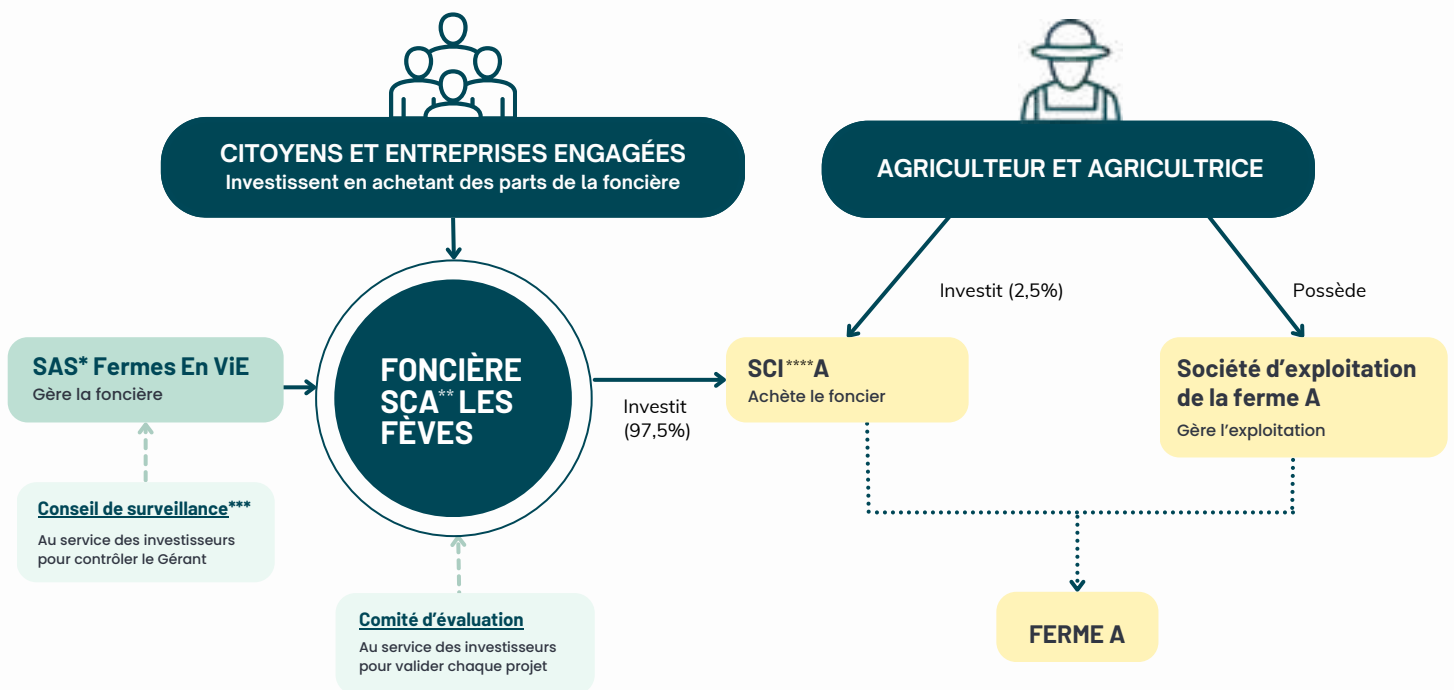 CITOYENS ET ENTREPRISES ENGAGÉES
Investissent en achetant des parts de la foncière
AGRICULTEUR ET AGRICULTRICE
Investit (2,5%)
Possède
SAS* Fermes En ViE
Gère la foncière
FONCIÈRE
SCA** LES
FÈVES
Investit
(97,5%)
SCI****A
Achète le foncier
Société d'exploitation
de la ferme A
Gère l'exploitation
Conseil de surveillance***
Au service des investisseurs
pour contrôler le Gérant
Comité d'évaluation
Au service des investisseurs
pour valider chaque projet
FERME A